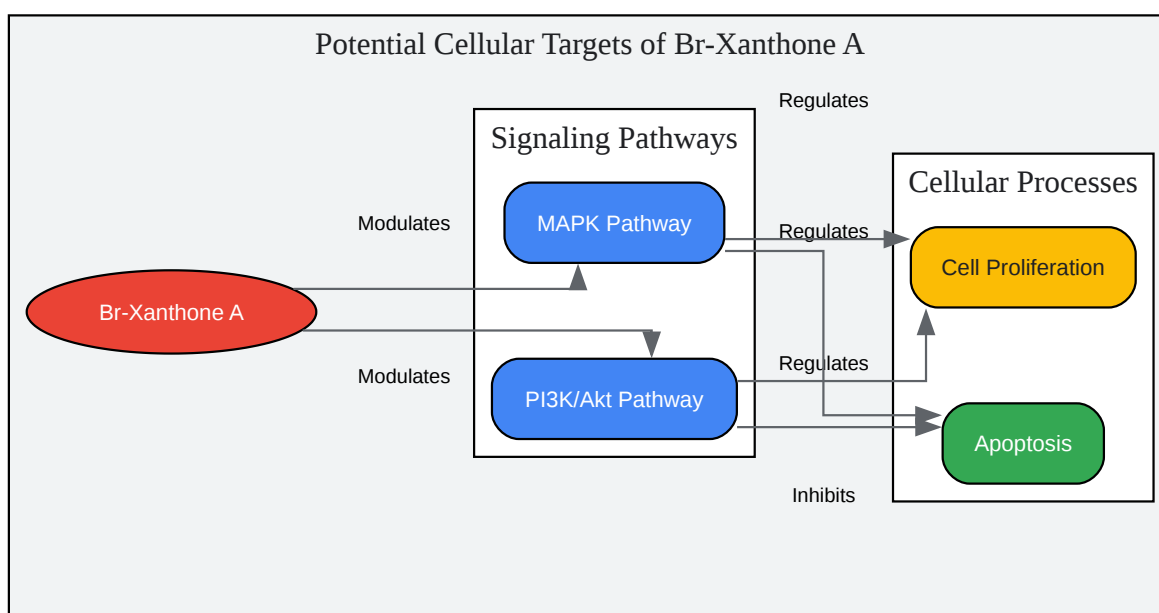 Potential Cellular Targets of Br-Xanthone A
Regulates
Signaling Pathways
Cellular Processes
Modulates
MAPK Pathway
Regulates
Cell Proliferation
Br-Xanthone A
Modulates
PI3K/Akt Pathway
Regulates
Apoptosis
Inhibits